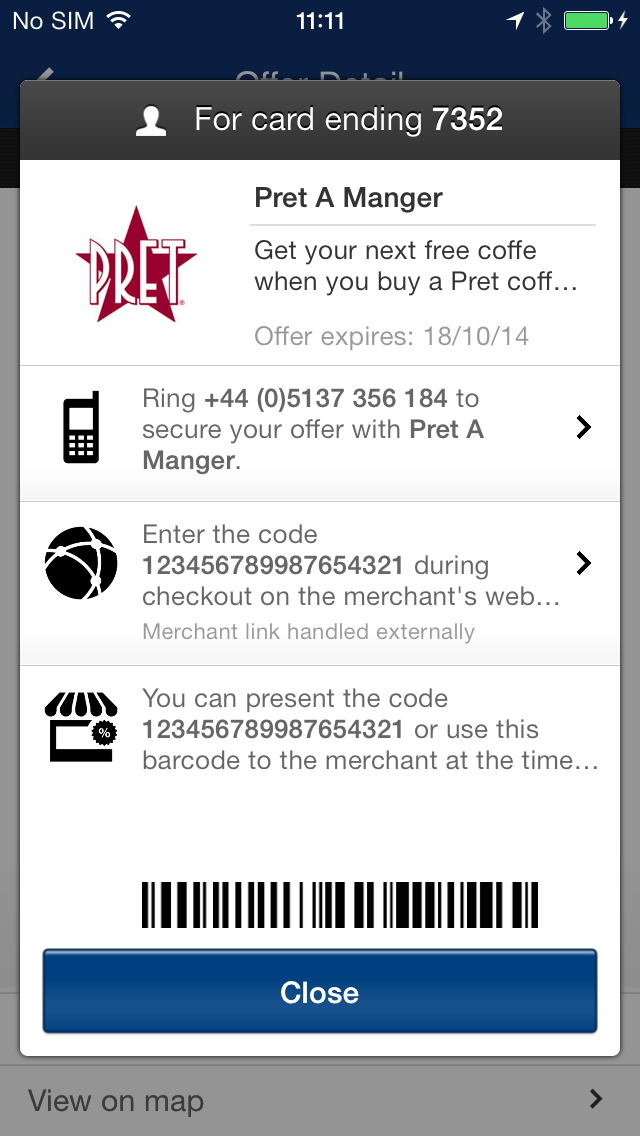 No SIM 11:11
Offer Detail
For card ending 7352
Pret A Manger
PRET
®
Get your next free coffe
when you buy a Pret coff…
Offer expires: 18/10/14
Ring +44 (0)5137 356 184 to
secure your offer with Pret A
Manger.
Enter the code
123456789987654321 during
checkout on the merchant's web…
Merchant link handled externally
You can present the code
%
123456789987654321 or use this
barcode to the merchant at the time…
Close
View on map